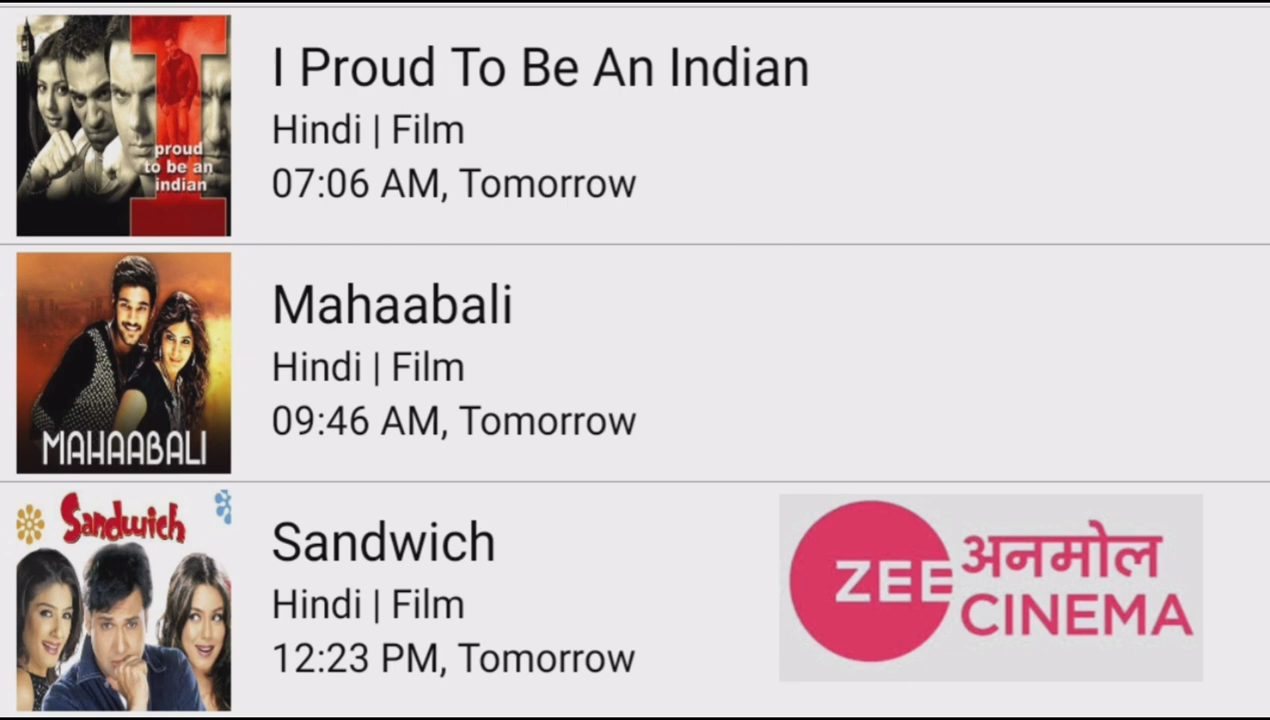 I
proud
to be an
indian
I Proud To Be An Indian
Hindi | Film
07:06 AM, Tomorrow
MAHAABALI
Mahaabali
Hindi | Film
09:46 AM, Tomorrow
Sandwich
Sandwich
Hindi | Film
12:23 PM, Tomorrow
ZEE अनमोल
CINEMA